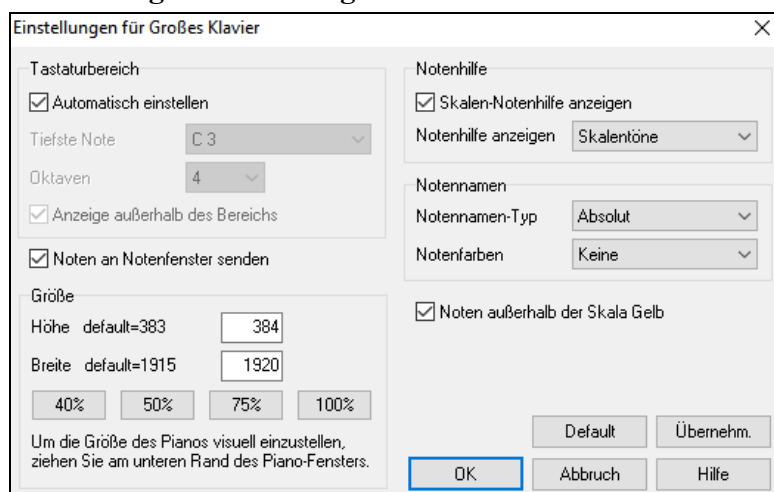 Einstellungen für Großes Klavier
Tastaturbereich
Automatisch einstellen
Tiefste Note C 3
Oktaven 4
Anzeige außerhalb des Bereichs
Noten an Notenfenster senden
Größe
Höhe default=383 384
Breite default=1915 1920
40% 50% 75% 100%
Um die Größe des Pianos visuell einzustellen,
ziehen Sie am unteren Rand des Piano-Fensters.
Notenhilfe
Skalen-Notenhilfe anzeigen
Notenhilfe anzeigen Skalentöne
Notennamen
Notennamen-Typ Absolut
Notenfarben Keine
Noten außerhalb der Skala Gelb
Default Übernehm.
OK Abbruch Hilfe